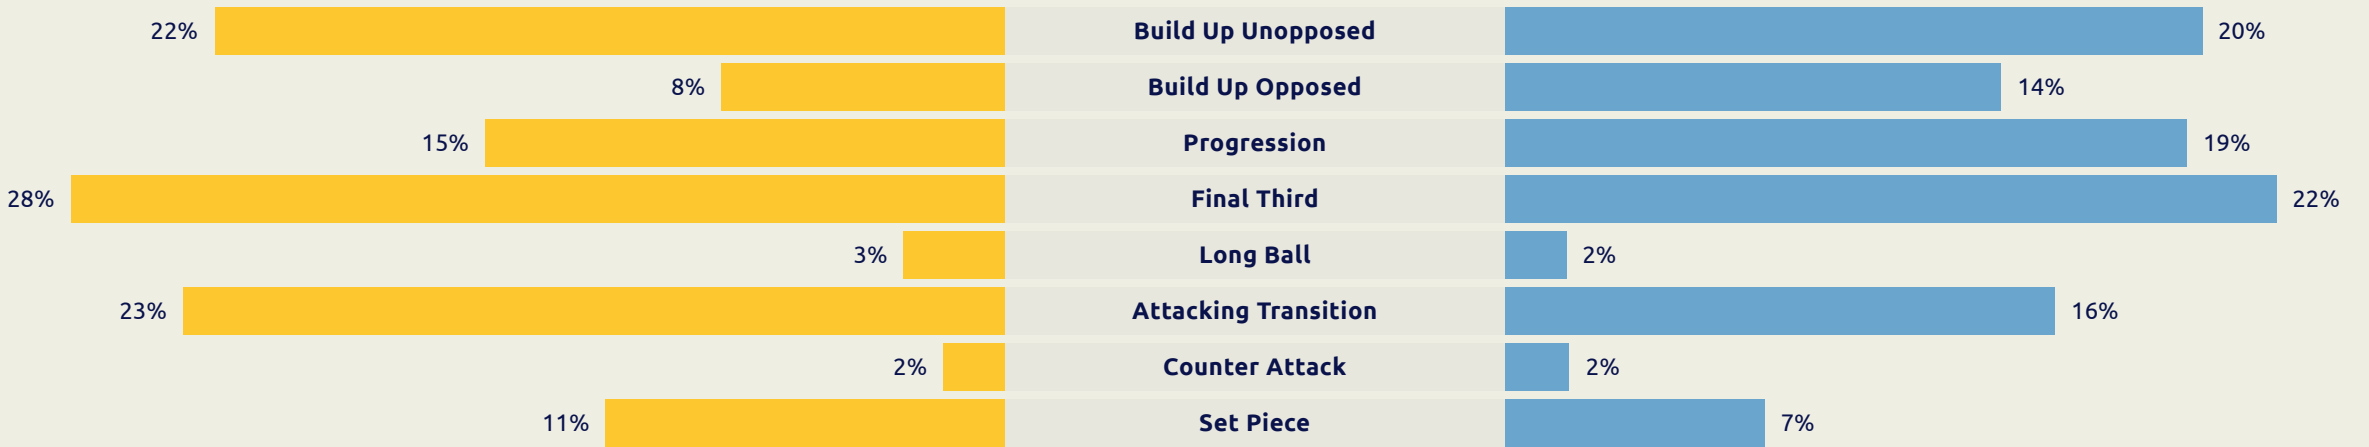 22% Build Up Unopposed 20%
8% Build Up Opposed 14%
15% Progression 19%
28% Final Third 22%
3% Long Ball 2%
23% Attacking Transition 16%
2% Counter Attack 2%
11% Set Piece 7%